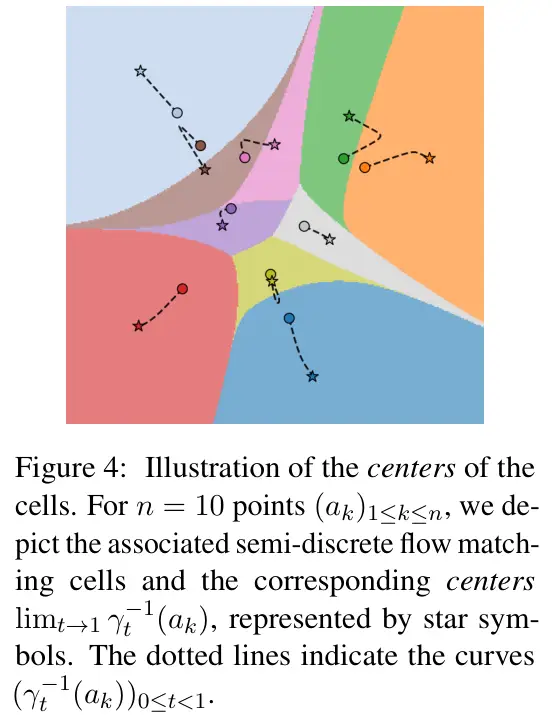 Figure 4: Illustration of the centers of the
cells. For n = 10 points (a_k)_{1≤k≤n}, we de-
pict the associated semi-discrete flow match-
ing cells and the corresponding centers
lim_{t→1} γ_t^{-1}(a_k), represented by star sym-
bols. The dotted lines indicate the curves
(γ_t^{-1}(a_k))_{0≤t<1}.